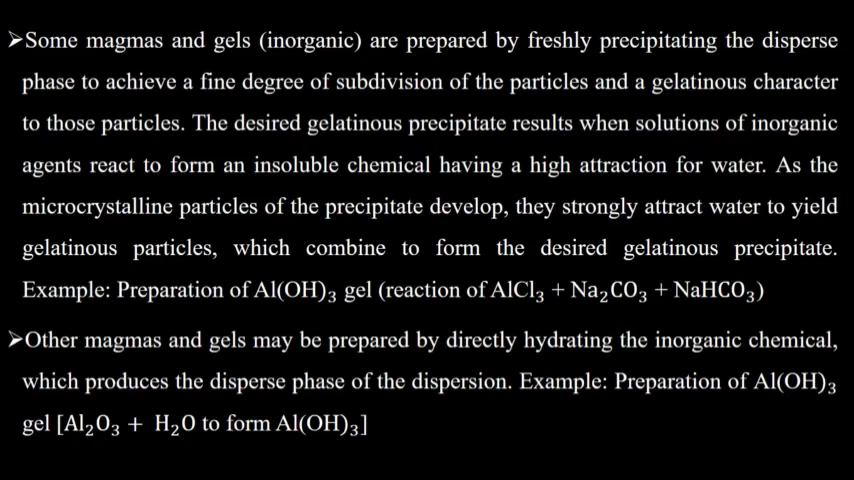 ➢Some magmas and gels (inorganic) are prepared by freshly precipitating the disperse
phase to achieve a fine degree of subdivision of the particles and a gelatinous character
to those particles. The desired gelatinous precipitate results when solutions of inorganic
agents react to form an insoluble chemical having a high attraction for water. As the
microcrystalline particles of the precipitate develop, they strongly attract water to yield
gelatinous particles, which combine to form the desired gelatinous precipitate.
Example: Preparation of Al(OH)₃ gel (reaction of AlCl₃ + Na₂CO₃ + NaHCO₃)
➢Other magmas and gels may be prepared by directly hydrating the inorganic chemical,
which produces the disperse phase of the dispersion. Example: Preparation of Al(OH)₃
gel [Al₂O₃ + H₂O to form Al(OH)₃]